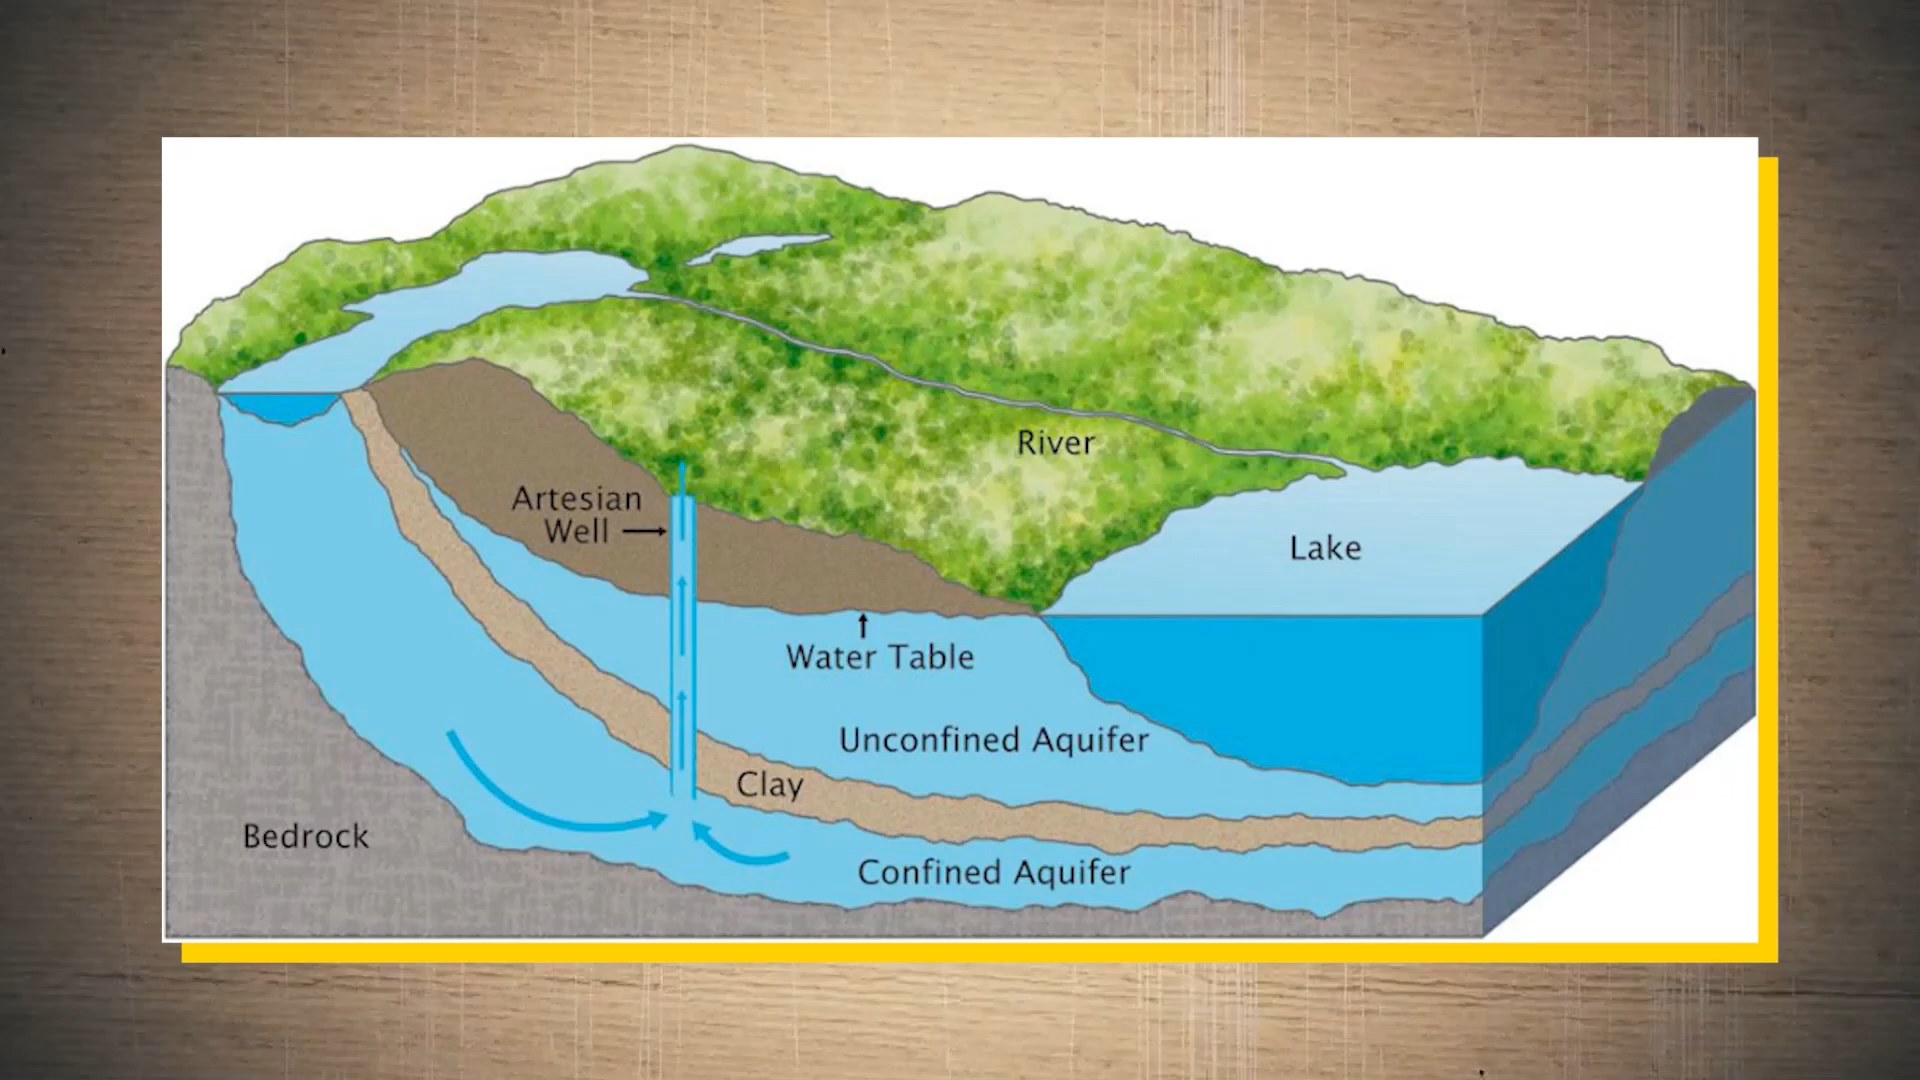 River
Artesian
Well
Lake
Water Table
Unconfined Aquifer
Clay
Bedrock
Confined Aquifer